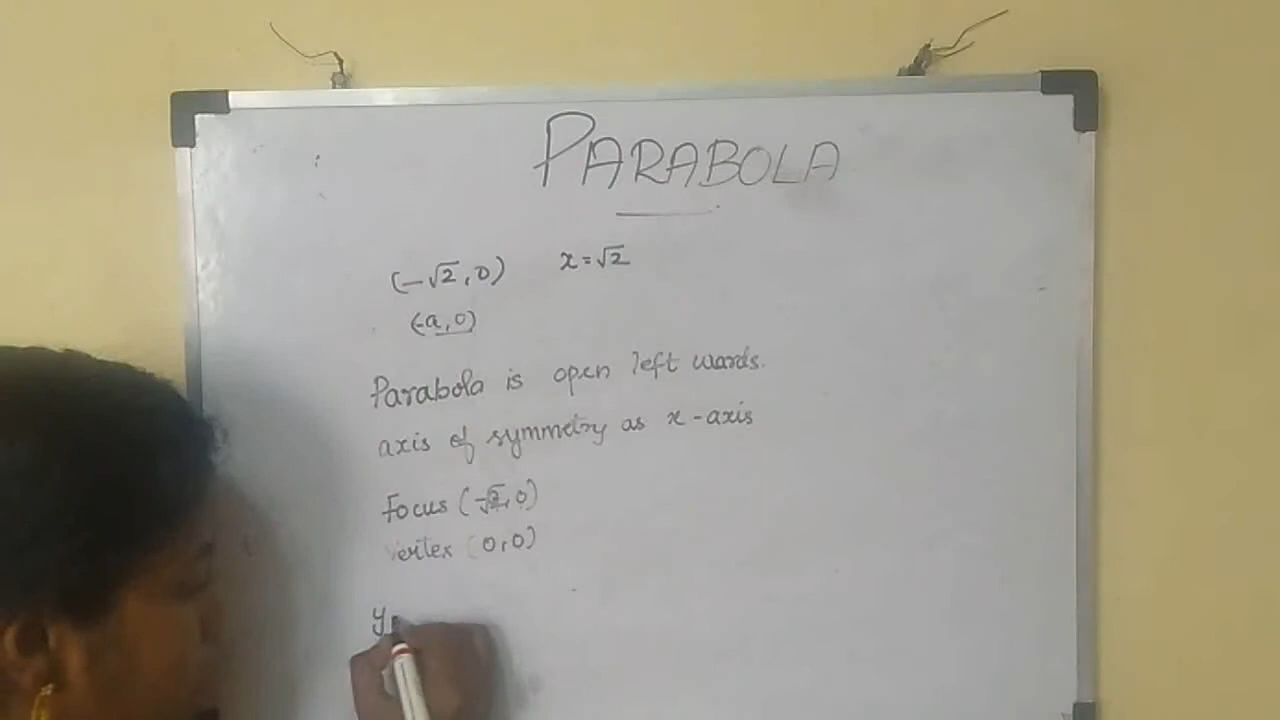 PARABOLA
(-√2, 0) x = √2
(-a, 0)
Parabola is open left wards.
axis of symmetry as x-axis
Focus (-√2, 0)
Vertex (0,0)
y